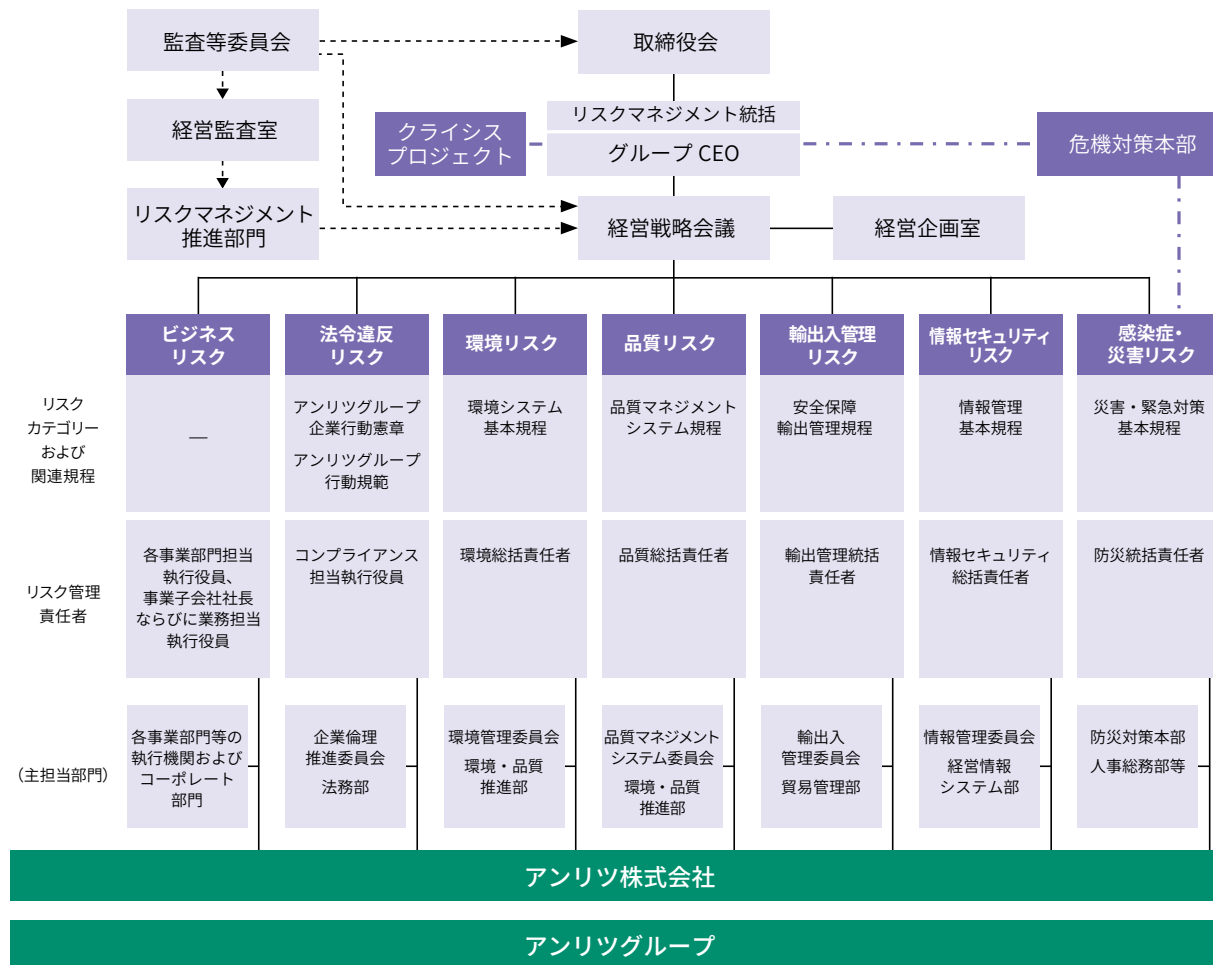 監査等委員会
取締役会
経営監査室
クライシス
プロジェクト
リスクマネジメント統括
グループ CEO
危機対策本部
リスクマネジメント
推進部門
経営戦略会議
経営企画室
ビジネス
リスク
法令違反
リスク
環境リスク
品質リスク
輸出入管理
リスク
情報セキュリティ
リスク
感染症・
災害リスク
リスク
カテゴリー
および
関連規程
―
アンリツグループ
企業行動憲章
アンリツグループ
行動規範
環境システム
基本規程
品質マネジメント
システム規程
安全保障
輸出管理規程
情報管理
基本規程
災害・緊急対策
基本規程
リスク管理
責任者
各事業部門担当
執行役員、
事業子会社社長
ならびに業務担当
執行役員
コンプライアンス
担当執行役員
環境総括責任者
品質総括責任者
輸出管理統括
責任者
情報セキュリティ
総括責任者
防災統括責任者
（主担当部門）
各事業部門等の
執行機関および
コーポレート
部門
企業倫理
推進委員会
法務部
環境管理委員会
環境・品質
推進部
品質マネジメント
システム委員会
環境・品質
推進部
輸出入
管理委員会
貿易管理部
情報管理委員会
経営情報
システム部
防災対策本部
人事総務部等
アンリツ株式会社
アンリツグループ